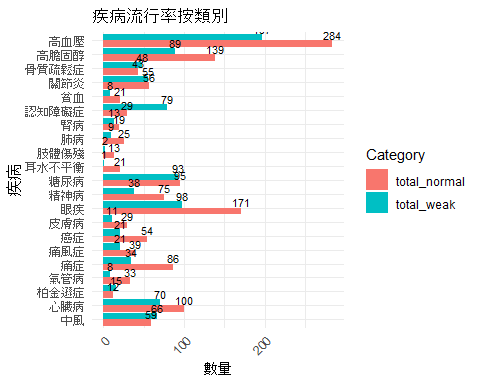 疾病流行率按類別
疾病
高血壓
284
89
高膽固醇
139
48
骨質疏鬆症
43
55
關節炎
56
8
貧血
21
79
認知障礙症
29
13
腎病
19
9
肺病
25
2
肢體傷殘
13
1
耳水不平衡
21
93
糖尿病
95
38
精神病
75
98
眼疾
171
11
皮膚病
29
21
癌症
54
21
痛風症
39
34
痛症
86
8
氣管病
33
15
柏金遜症
12
70
心臟病
100
66
中風
59
0
100
200
數量
Category
total_normal
total_weak